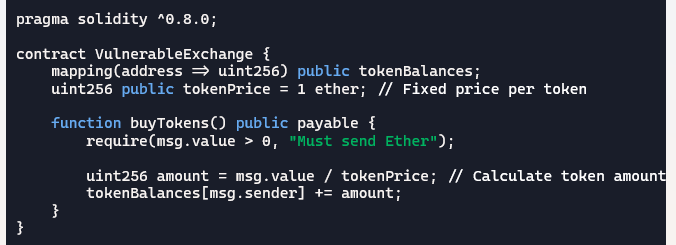 pragma solidity ^0.8.0;
contract VulnerableExchange {
mapping(address => uint256) public tokenBalances;
uint256 public tokenPrice = 1 ether; // Fixed price per token
function buyTokens() public payable {
require(msg.value > 0, "Must send Ether");
uint256 amount = msg.value / tokenPrice; // Calculate token amount
tokenBalances[msg.sender] += amount;
}
}